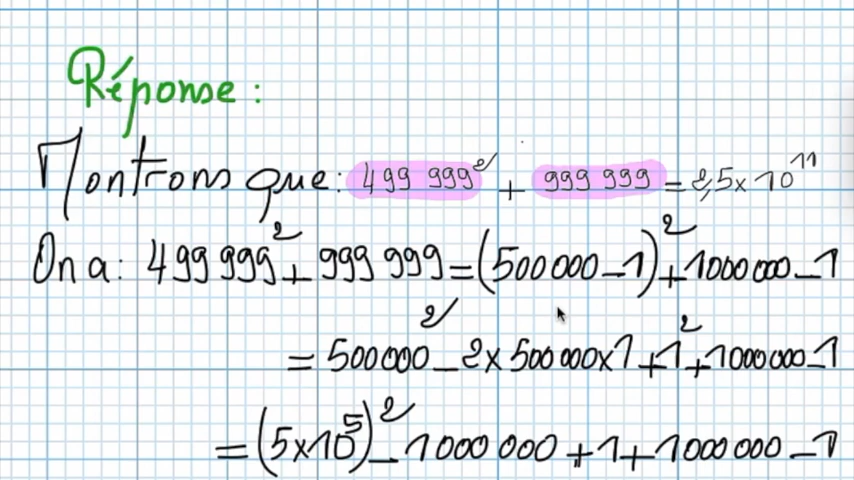 Réponse :
Montrons que : 499 999² + 999 999 = 2,5 × 10¹¹
On a : 499 999² + 999 999 = (500 000 - 1)² + 1 000 000 - 1
= 500 000² - 2 × 500 000 × 1 + 1² + 1 000 000 - 1
= (5 × 10⁵)² - 1 000 000 + 1 + 1 000 000 - 1